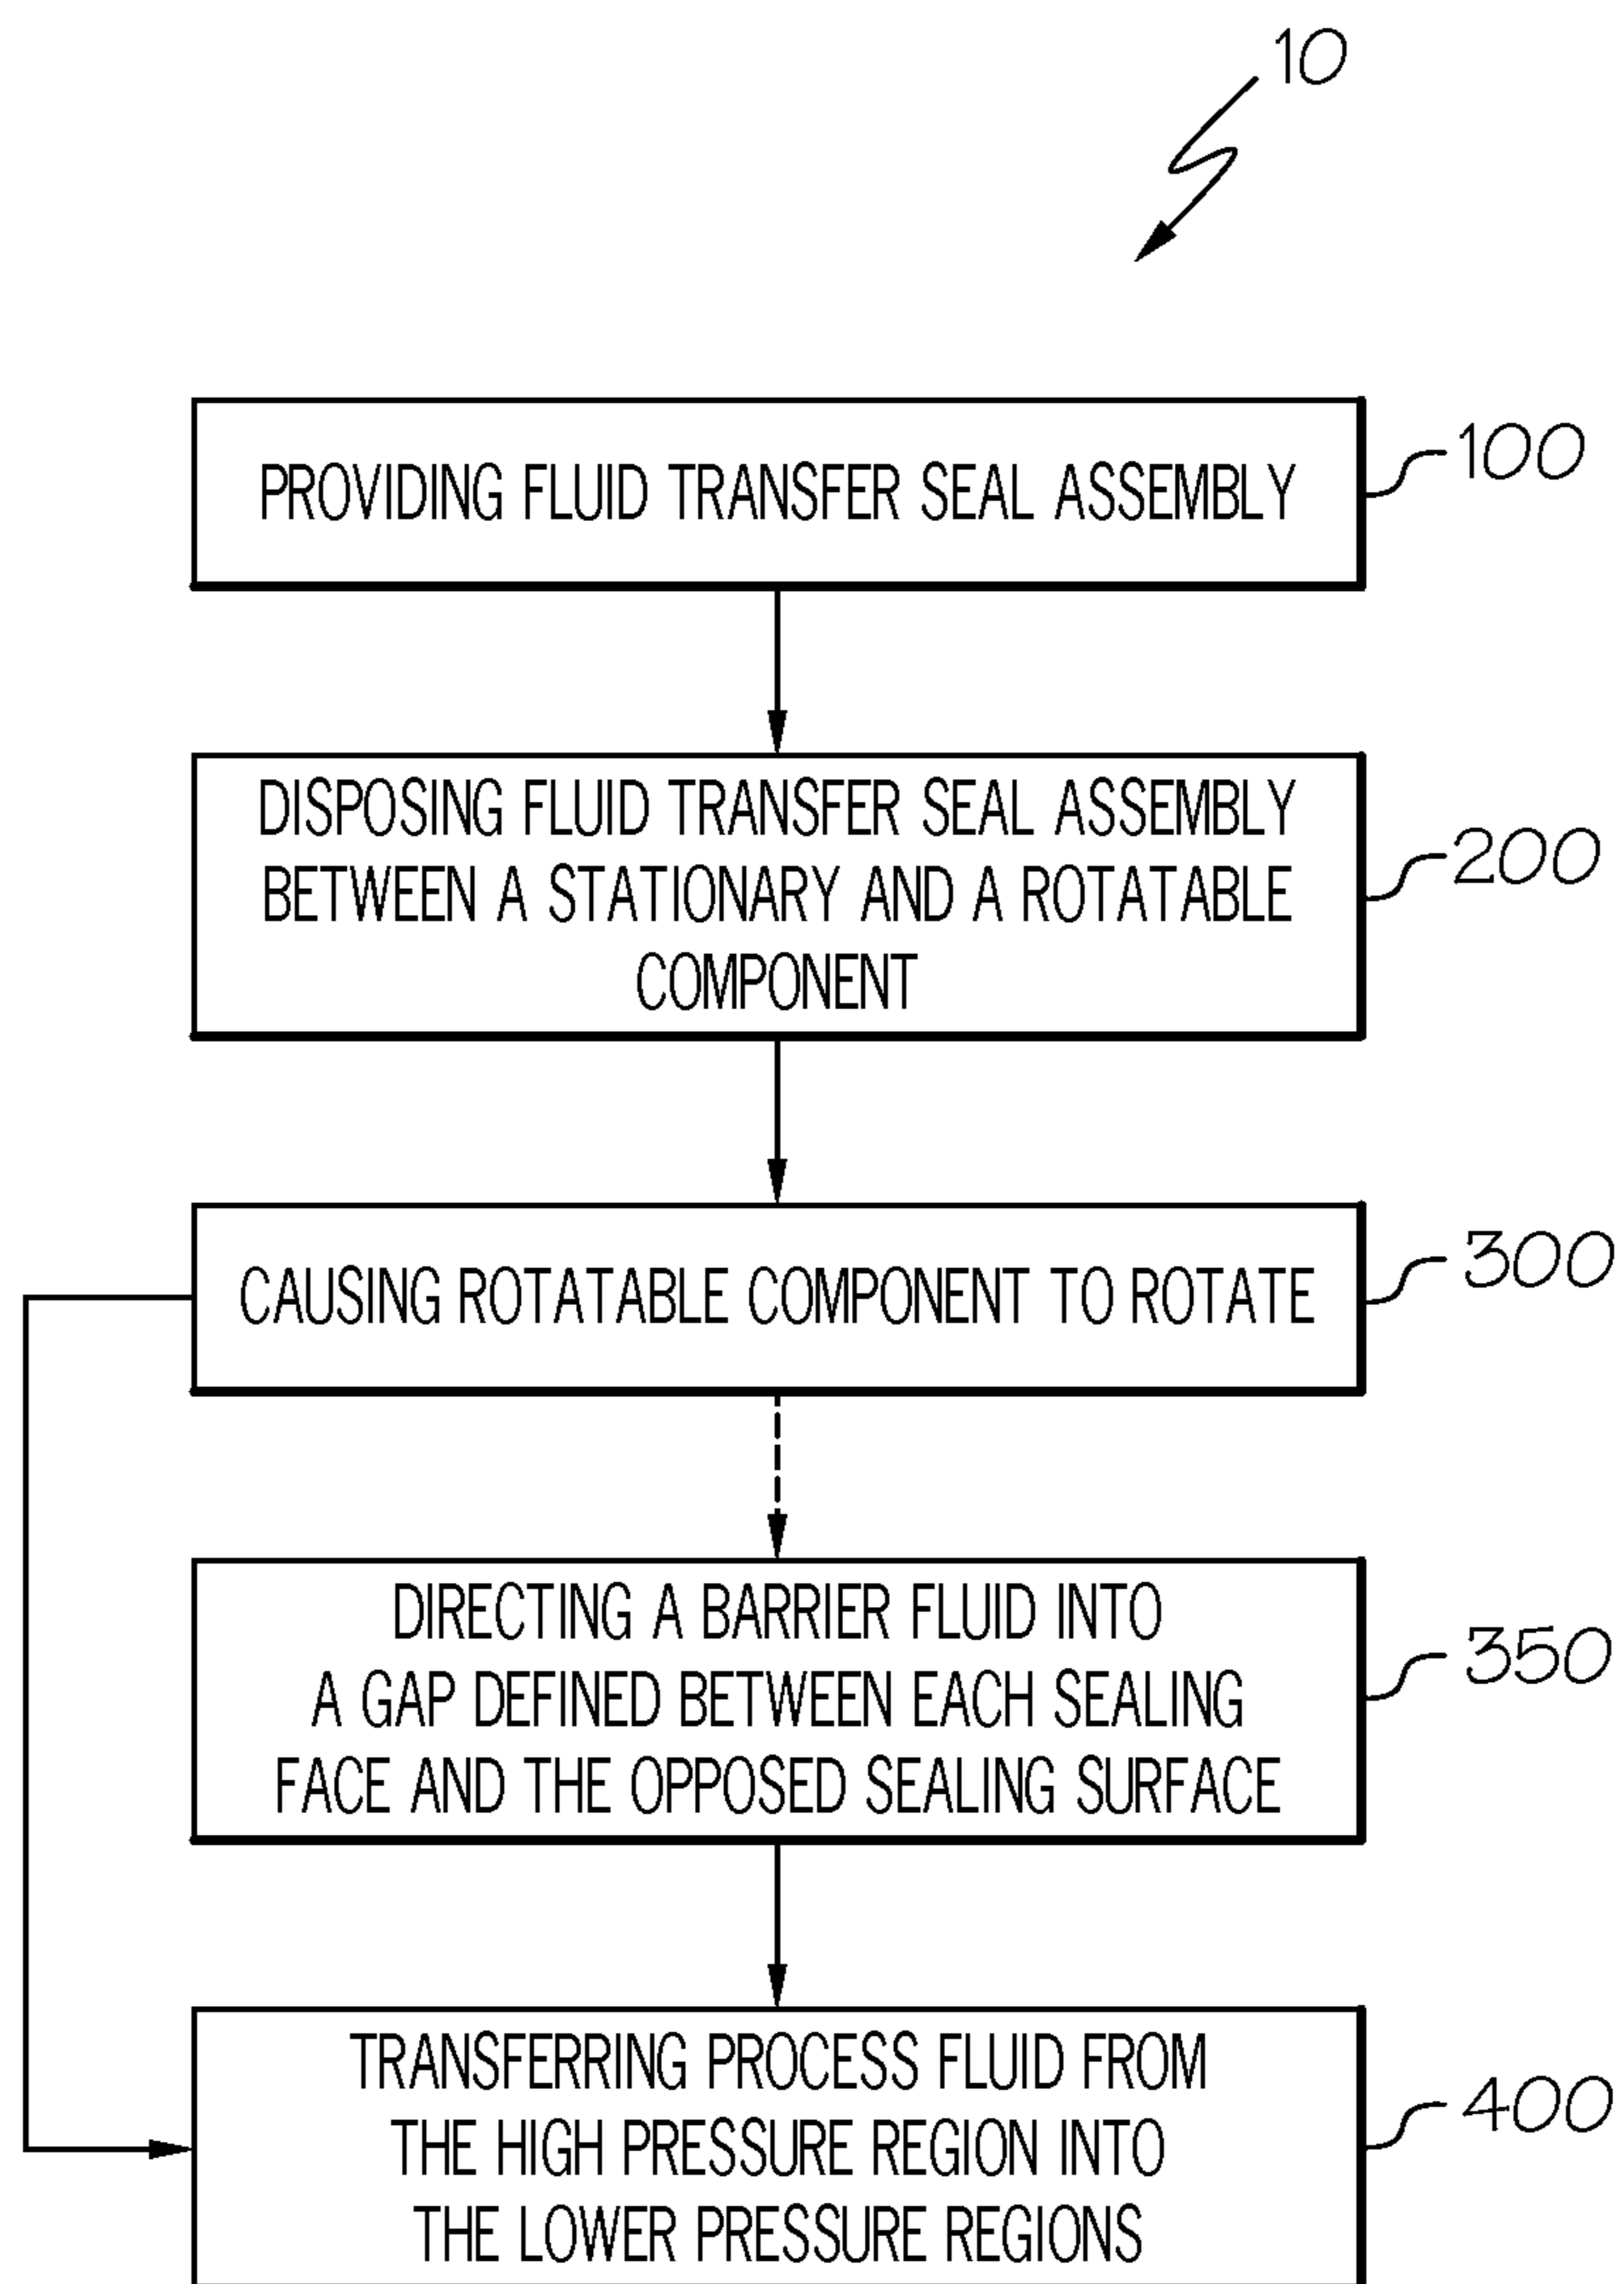 10
PROVIDING FLUID TRANSFER SEAL ASSEMBLY
100
DISPOSING FLUID TRANSFER SEAL ASSEMBLY
BETWEEN A STATIONARY AND A ROTATABLE
COMPONENT
200
CAUSING ROTATABLE COMPONENT TO ROTATE
300
DIRECTING A BARRIER FLUID INTO
A GAP DEFINED BETWEEN EACH SEALING
FACE AND THE OPPOSED SEALING SURFACE
350
TRANSFERRING PROCESS FLUID FROM
THE HIGH PRESSURE REGION INTO
THE LOWER PRESSURE REGIONS
400